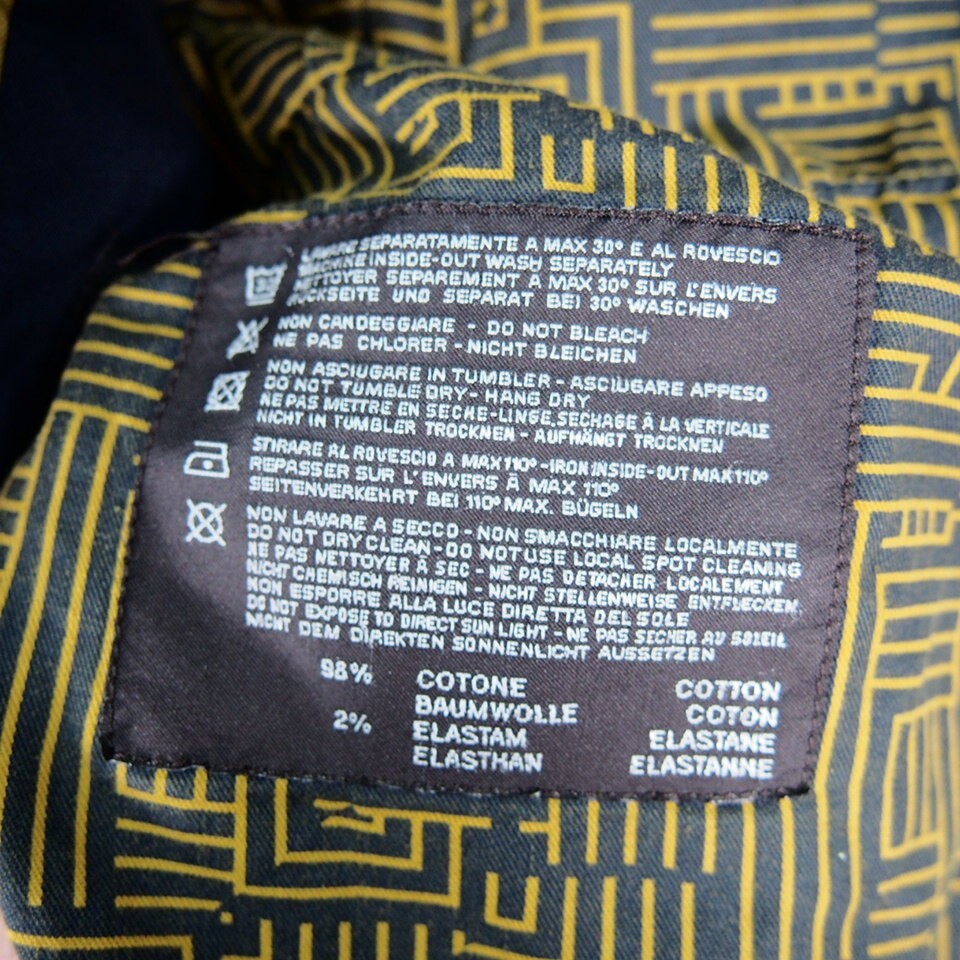 LAVARE SEPARATAMENTE A MAX 30° E AL ROVESCIO
MACHINE INSIDE-OUT WASH SEPARATELY
NETTOYER SEPAREMENT A MAX 30° SUR L'ENVERS
RÜCKSEITE UND SEPARAT BEI 30° WASCHEN
NON CANDEGGIARE - DO NOT BLEACH
NE PAS CHLORER - NICHT BLEICHEN
NON ASCIUGARE IN TUMBLER - ASCIUGARE APPESO
DO NOT TUMBLE DRY - HANG DRY
NE PAS METTRE EN SECHE-LINGE.SECHAGE À LA VERTICALE
NICHT IN TUMBLER TROCKNEN - AUFHÄNGT TROCKNEN
STIRARE AL ROVESCIO A MAX 110° - IRON INSIDE-OUT MAX 110°
REPASSER SUR L'ENVERS À MAX 110°
SEITENVERKEHRT BEI 110° MAX. BÜGELN
NON LAVARE A SECCO - NON SMACCHIARE LOCALMENTE
DO NOT DRY CLEAN - DO NOT USE LOCAL SPOT CLEANING
NE PAS NETTOYER À SEC - NE PAS DETACHER LOCALEMENT
NICHT CHEMISCH REINIGEN - NICHT STELLENWEISE ENTFLECKEN.
NON ESPORRE ALLA LUCE DIRETTA DEL SOLE
DO NOT EXPOSE TO DIRECT SUN LIGHT - NE PAS SECHER AU SOLEIL
NICHT DEM DIREKTEN SONNENLICHT AUSSETZEN
98% COTONE COTTON
BAUMWOLLE COTON
2% ELASTAM ELASTANE
ELASTHAN ELASTANNE